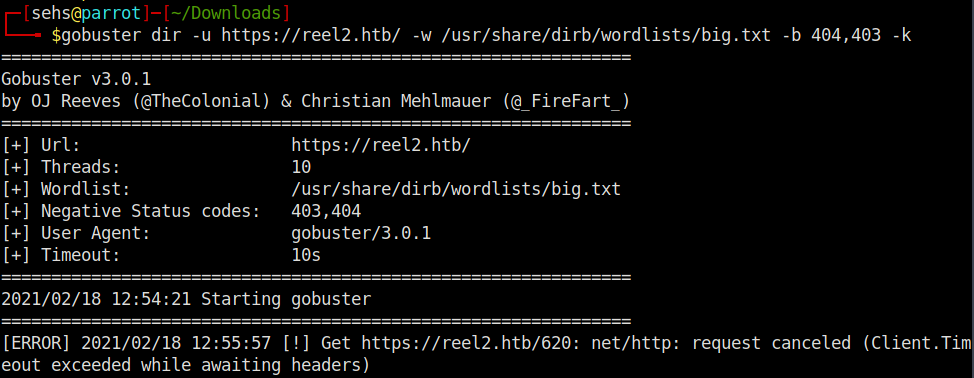 ┌─[sehs@parrot]─[~/Downloads]
└──╼ $gobuster dir -u https://reel2.htb/ -w /usr/share/dirb/wordlists/big.txt -b 404,403 -k
===============================================================
Gobuster v3.0.1
by OJ Reeves (@TheColonial) & Christian Mehlmauer (@_FireFart_)
===============================================================
[+] Url:                     https://reel2.htb/
[+] Threads:                 10
[+] Wordlist:                /usr/share/dirb/wordlists/big.txt
[+] Negative Status codes:   403,404
[+] User Agent:              gobuster/3.0.1
[+] Timeout:                 10s
===============================================================
2021/02/18 12:54:21 Starting gobuster
===============================================================
[ERROR] 2021/02/18 12:55:57 [!] Get https://reel2.htb/620: net/http: request canceled (Client.Tim
eout exceeded while awaiting headers)